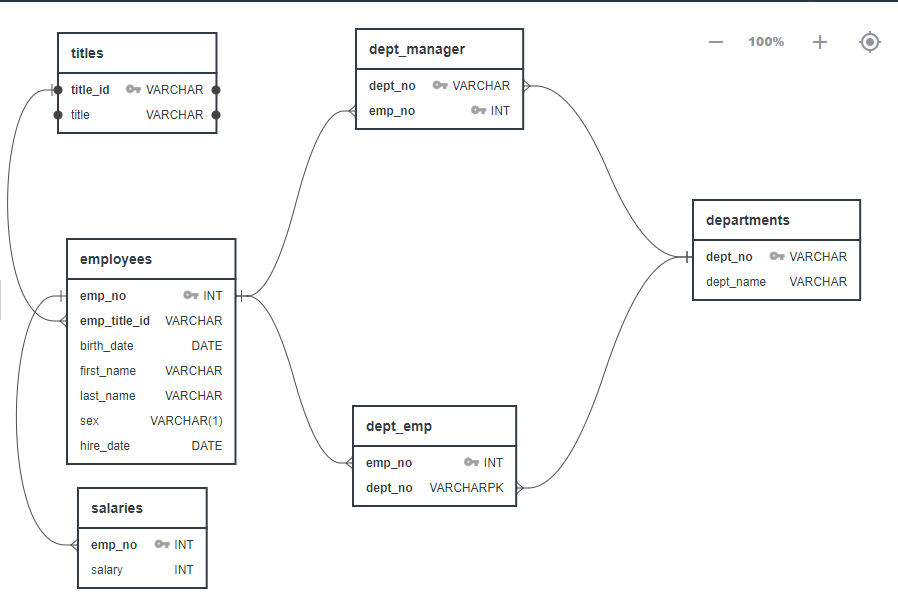 titles
title_id VARCHAR
title VARCHAR
dept_manager
dept_no VARCHAR
emp_no INT
100%
departments
dept_no VARCHAR
dept_name VARCHAR
employees
emp_no INT
emp_title_id VARCHAR
birth_date DATE
first_name VARCHAR
last_name VARCHAR
sex VARCHAR(1)
hire_date DATE
dept_emp
emp_no INT
dept_no VARCHARPK
salaries
emp_no INT
salary INT